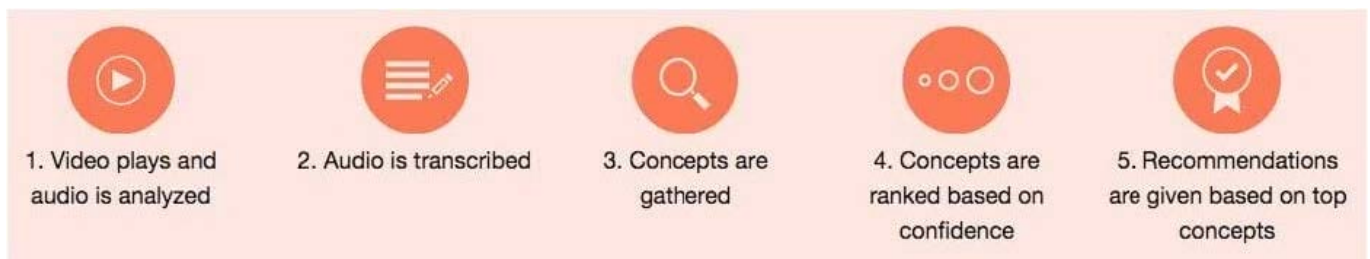 1. Video plays and
audio is analyzed
2. Audio is transcribed
3. Concepts are
gathered
4. Concepts are
ranked based on
confidence
5. Recommendations
are given based on top
concepts